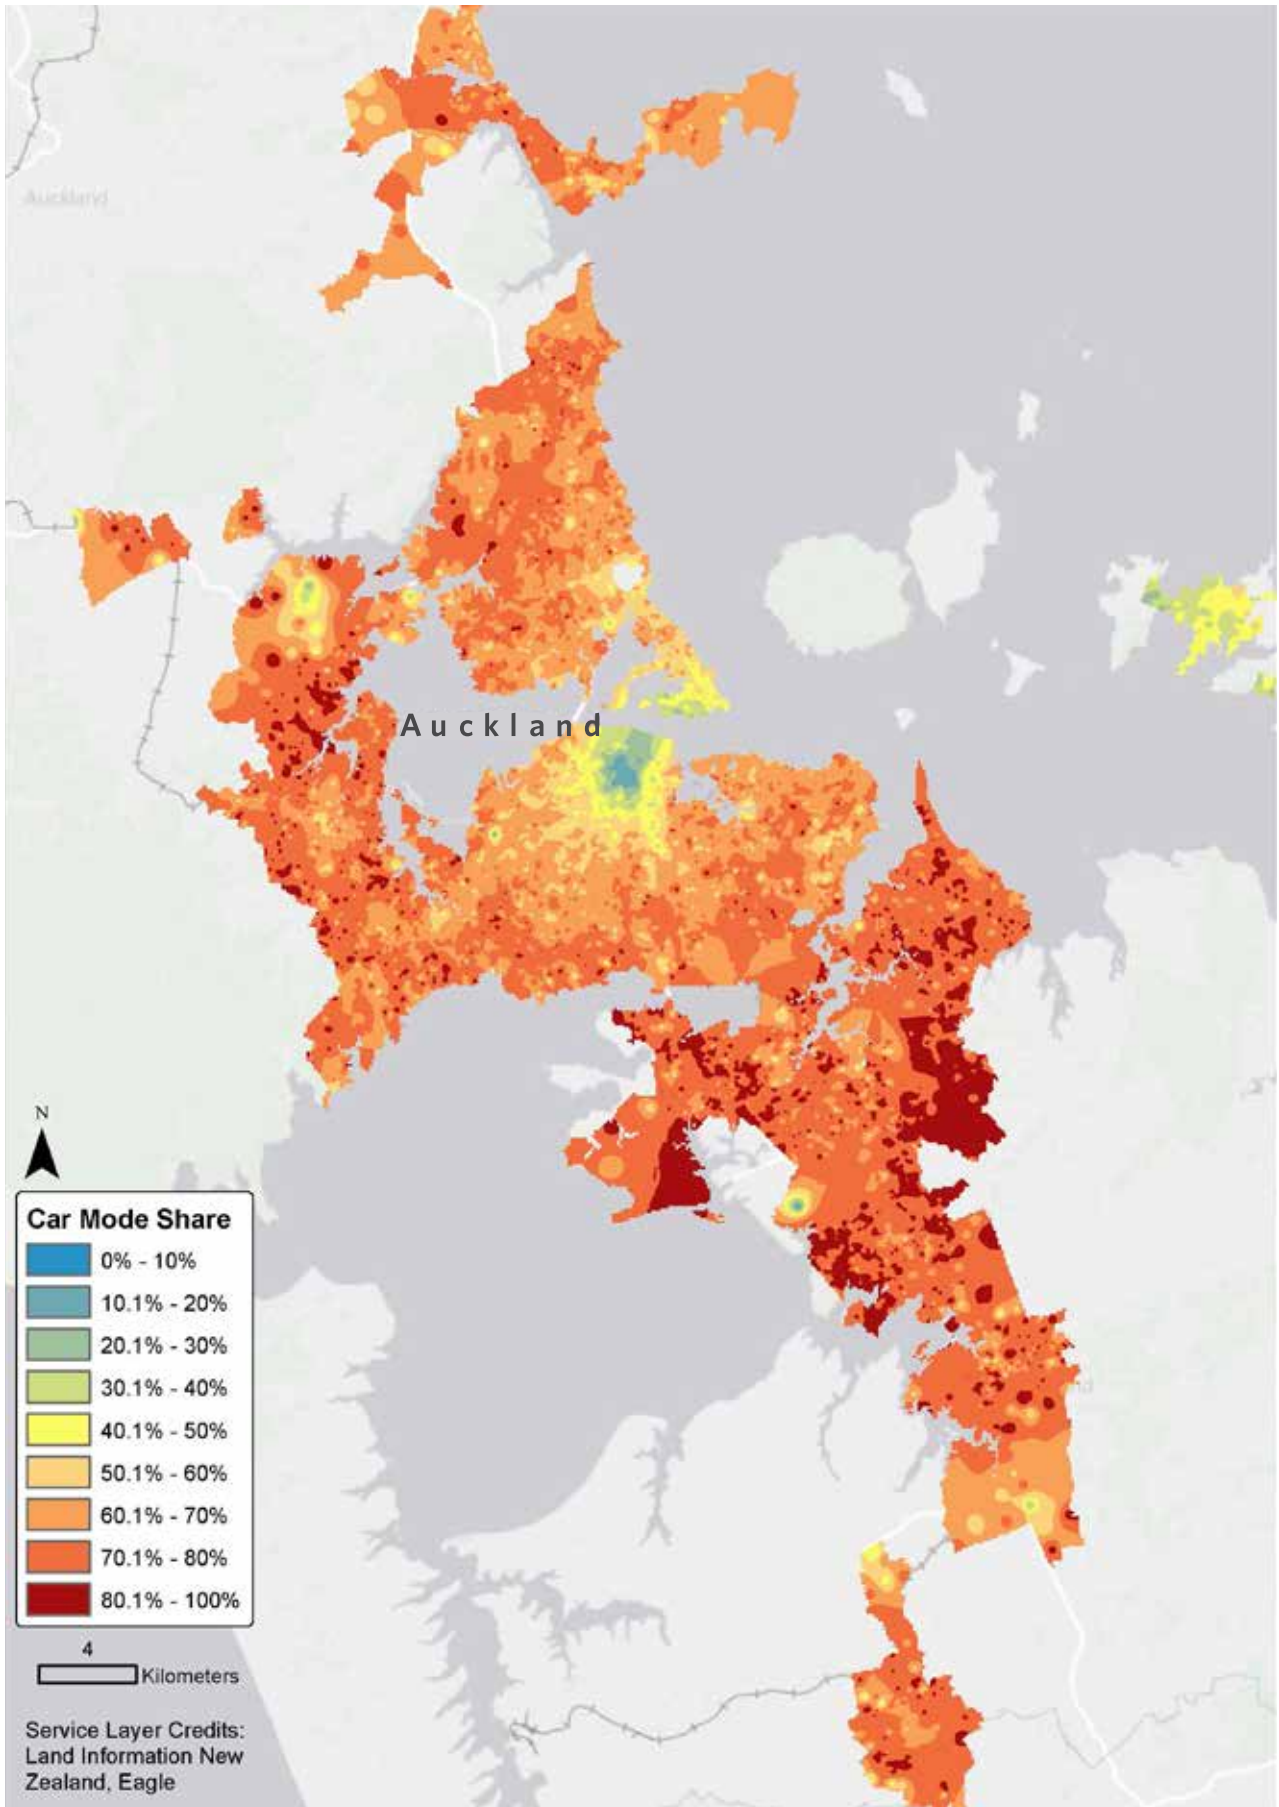 Auckland
Auckland
N
Car Mode Share
0% - 10%
10.1% - 20%
20.1% - 30%
30.1% - 40%
40.1% - 50%
50.1% - 60%
60.1% - 70%
70.1% - 80%
80.1% - 100%
4
Kilometers
Service Layer Credits:
Land Information New
Zealand, Eagle